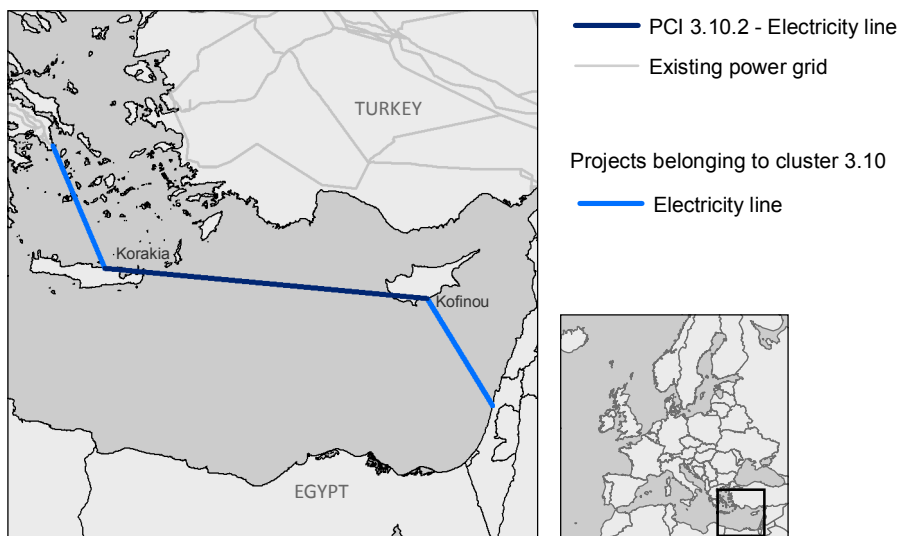 PCI 3.10.2 - Electricity line
Existing power grid
TURKEY
Projects belonging to cluster 3.10
Electricity line
Korakia
Kofinou
EGYPT